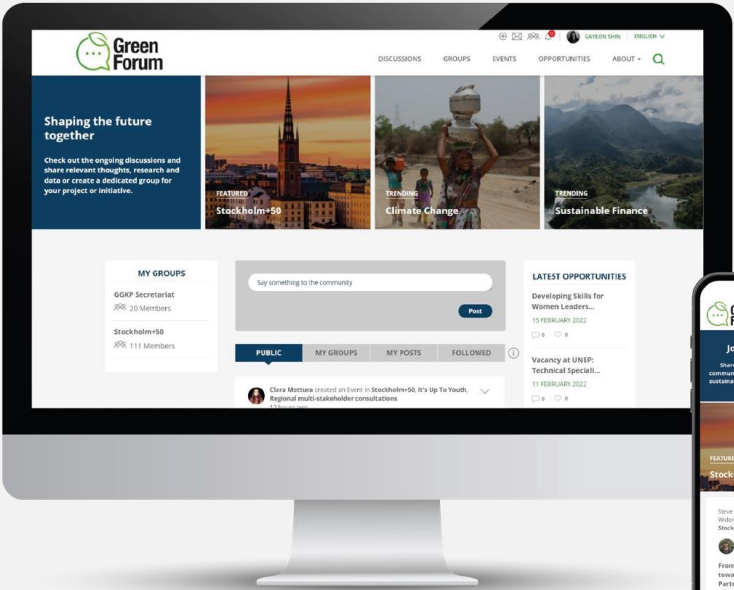 Green
Forum
SAYEON SHIN
ENGLISH
DISCUSSIONS GROUPS EVENTS OPPORTUNITIES ABOUT
Shaping the future
together
Check out the ongoing discussions and
share relevant thoughts, research and
data or create a dedicated group for
your project or initiative.
FEATURED
Stockholm+50
TRENDING
Climate Change
TRENDING
Sustainable Finance
MY GROUPS
GGKP Secretariat
20 Members
Stockholm+50
111 Members
Say something to the community
Post
PUBLIC MY GROUPS MY POSTS FOLLOWED
Clara Mottura created an Event in Stockholm+50, It's Up To Youth,
Regional multi-stakeholder consultations
LATEST OPPORTUNITIES
Developing Skills for
Women Leaders...
15 FEBRUARY 2022
0 0
Vacancy at UNEP:
Technical Speciali...
11 FEBRUARY 2022
0 0
FEATURE
Stock
Steve
Stock
From
towa
Part